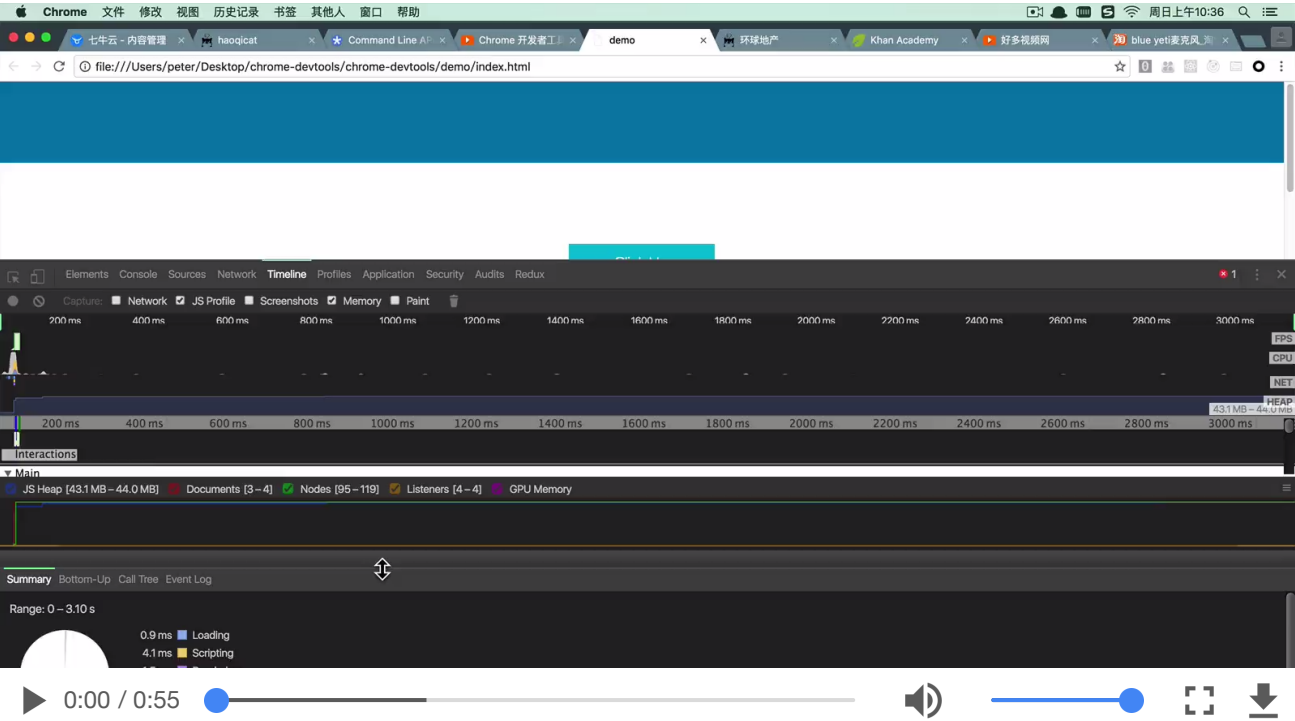 Chrome 文件 修改 视图 历史记录 书签 其他人 窗口 帮助 周日上午10:36
七牛云 - 内容管理 haoqicat Command Line AP Chrome 开发者工 demo 环球地产 Khan Academy 好多视频网 blue yeti麦克风
file:///Users/peter/Desktop/chrome-devtools/chrome-devtools/demo/index.html
Elements Console Sources Network Timeline Profiles Application Security Audits Redux 1
Capture: Network JS Profile Screenshots Memory Paint
200 ms 400 ms 600 ms 800 ms 1000 ms 1200 ms 1400 ms 1600 ms 1800 ms 2000 ms 2200 ms 2400 ms 2600 ms 2800 ms 3000 ms
FPS
CPU
NET
HEAP
43.1 MB – 44.0 MB
200 ms 400 ms 600 ms 800 ms 1000 ms 1200 ms 1400 ms 1600 ms 1800 ms 2000 ms 2200 ms 2400 ms 2600 ms 2800 ms 3000 ms
Interactions
Main
JS Heap [43.1 MB – 44.0 MB] Documents [3 – 4] Nodes [95 – 119] Listeners [4 – 4] GPU Memory
Summary Bottom-Up Call Tree Event Log
Range: 0 – 3.10 s
0.9 ms Loading
4.1 ms Scripting
0:00 / 0:55